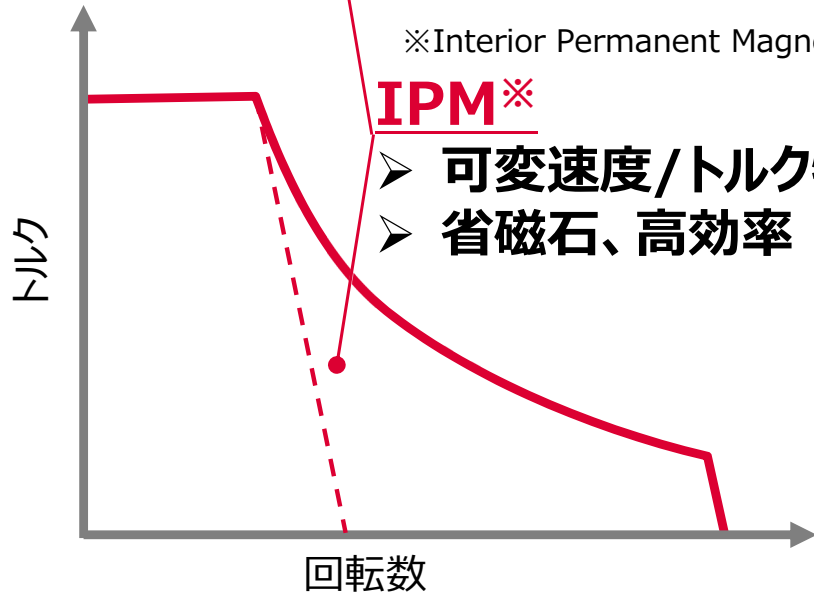 ※Interior Permanent Magn
IPM※
➢ 可変速度/トルク
➢ 省磁石、高効率
トルク
回転数